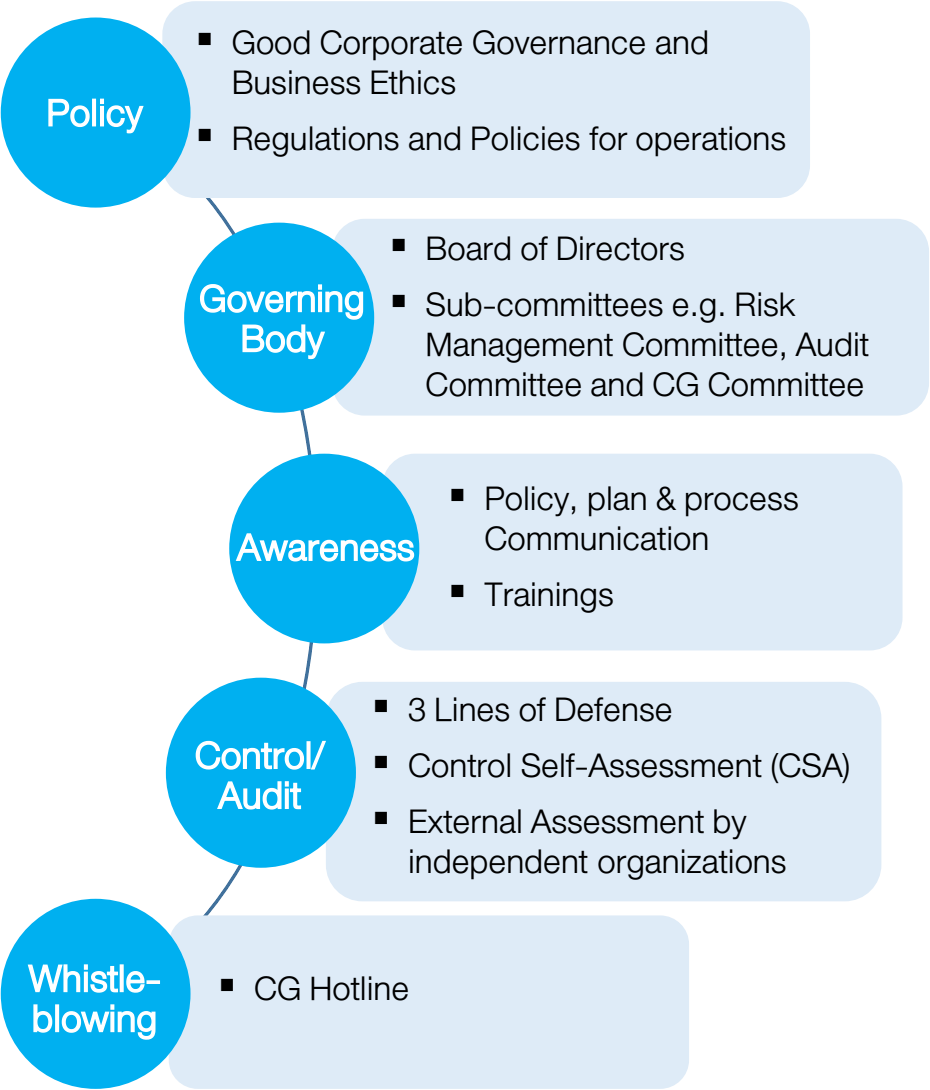 Policy
▪ Good Corporate Governance and
Business Ethics
▪ Regulations and Policies for operations
Governing
Body
▪ Board of Directors
▪ Sub-committees e.g. Risk
Management Committee, Audit
Committee and CG Committee
Awareness
▪ Policy, plan & process
Communication
▪ Trainings
Control/
Audit
▪ 3 Lines of Defense
▪ Control Self-Assessment (CSA)
▪ External Assessment by
independent organizations
Whistle-
blowing
▪ CG Hotline